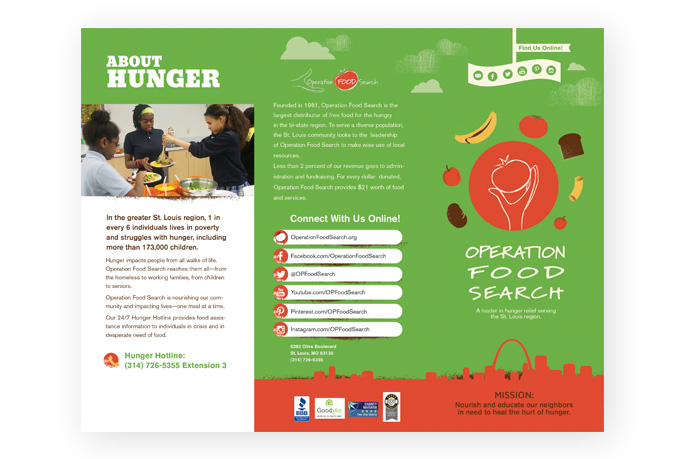 ABOUT
HUNGER
In the greater St. Louis region, 1 in
every 6 individuals lives in poverty
and struggles with hunger, including
more than 173,000 children.
Hunger impacts people from all walks of life.
Operation Food Search reaches them all—from
the homeless to working families, from children
to seniors.
Operation Food Search is nourishing our com-
munity and impacting lives—one meal at a time.
Our 24/7 Hunger Hotline provides food assis-
tance information to individuals in crisis and in
desperate need of food.
Hunger Hotline:
(314) 726-5355 Extension 3
Operation FOOD Search
Founded in 1981, Operation Food Search is the
largest distributor of free food for the hungry
in the bi-state region. To serve a diverse population,
the St. Louis community looks to the leadership
of Operation Food Search to make wise use of local
resources.
Less than 2 percent of our revenue goes to admin-
istration and fundraising. For every dollar donated,
Operation Food Search provides $21 worth of food
and services.
Connect With Us Online!
OperationFoodSearch.org
Facebook.com/OperationFoodSearch
@OPFoodSearch
Youtube.com/OPFoodSearch
Pinterest.com/OPFoodSearch
Instagram.com/OPFoodSearch
6282 Olive Boulevard
St. Louis, MO 63130
(314) 726-5355
BBB
Good360
CHARITY
NAVIGATOR
Find Us Online!
OPERATION
FOOD
SEARCH
A leader in hunger relief serving
the St. Louis region.
MISSION:
Nourish and educate our neighbors
in need to heal the hurt of hunger.